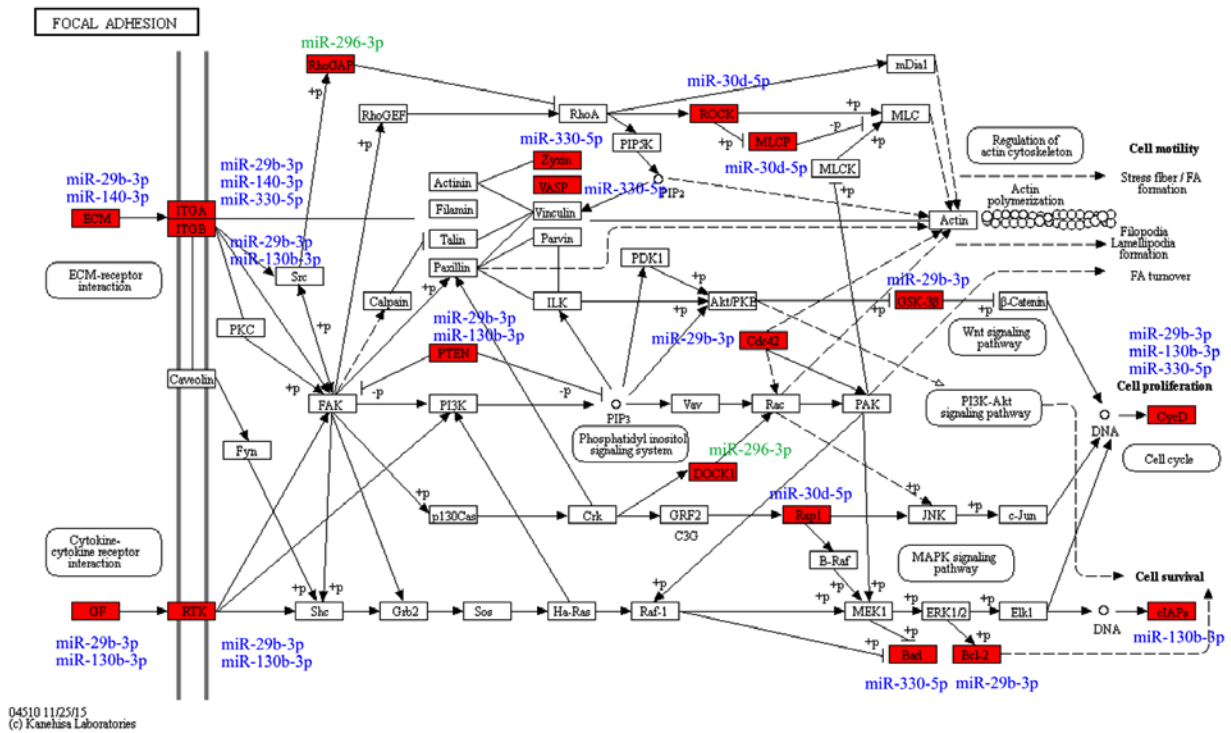 FOCAL ADHESION
miR-296-3p
RhoGAP
+p
mDia1
miR-30d-5p
RhoGEF
RhoA
ROCK
+p
MLC
+p
-p
MLCP
+p
PIP5K
miR-330-5p
Zyxin
miR-30d-5p
MLCK
Regulation of
actin cytoskeleton
Cell motility
Stress fiber / FA
formation
miR-29b-3p
miR-140-3p
miR-29b-3p
miR-140-3p
miR-330-5p
Actinin
VASP
miR-330-5p
PIP2
+p
Actin
polymerization
ECM
ITGA
ITGB
Filamin
Vinculin
Actin
Filopodia
Lamellipodia
formation
miR-29b-3p
miR-130b-3p
Talin
Parvin
ECM-receptor
interaction
Src
Paxillin
PDK1
FA turnover
Calpain
+p
ILK
+p
Akt/PKB
miR-29b-3p
GSK-3β
β-Catenin
PKC
+p
miR-29b-3p
miR-130b-3p
PTEN
+p
miR-29b-3p
Cdc42
+p
Wnt signaling
pathway
miR-29b-3p
miR-130b-3p
miR-330-5p
Cell proliferation
Caveolin
+p
-p
-p
FAK
PI3K
PIP3
Vav
Rac
PAK
PI3K-Akt
signaling pathway
DNA
CycD
Fyn
Phosphatidyl inositol
signaling system
miR-296-3p
DOCK1
Cell cycle
+p
+p
miR-30d-5p
p130Cas
Crk
GRF2
C3G
Rap1
JNK
+p
c-Jun
Cytokine-
cytokine receptor
interaction
B-Raf
MAPK signaling
pathway
+p
+p
+p
+p
+p
Cell survival
GF
RTK
Shc
Grb2
Sos
Ha-Ras
Raf-1
+p
MEK1
+p
ERK1/2
+p
Elk1
DNA
cIAPs
miR-29b-3p
miR-130b-3p
miR-29b-3p
miR-130b-3p
+p
+p
+p
miR-130b-3p
Bad
Bcl-2
miR-330-5p
miR-29b-3p
04510 11/25/15
(c) Kanehisa Laboratories